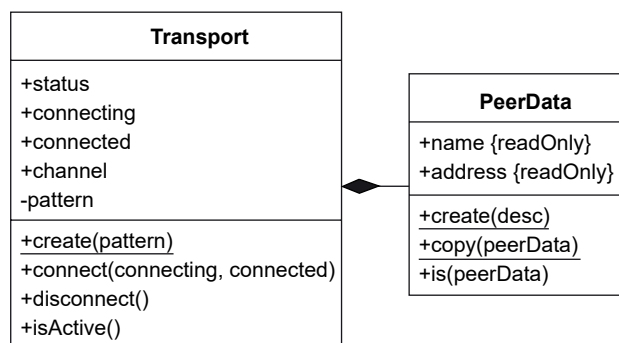 Transport
+status
+connecting
+connected
+channel
-pattern
+create(pattern)
+connect(connecting, connected)
+disconnect()
+isActive()
PeerData
+name {readOnly}
+address {readOnly}
+create(desc)
+copy(peerData)
+is(peerData)